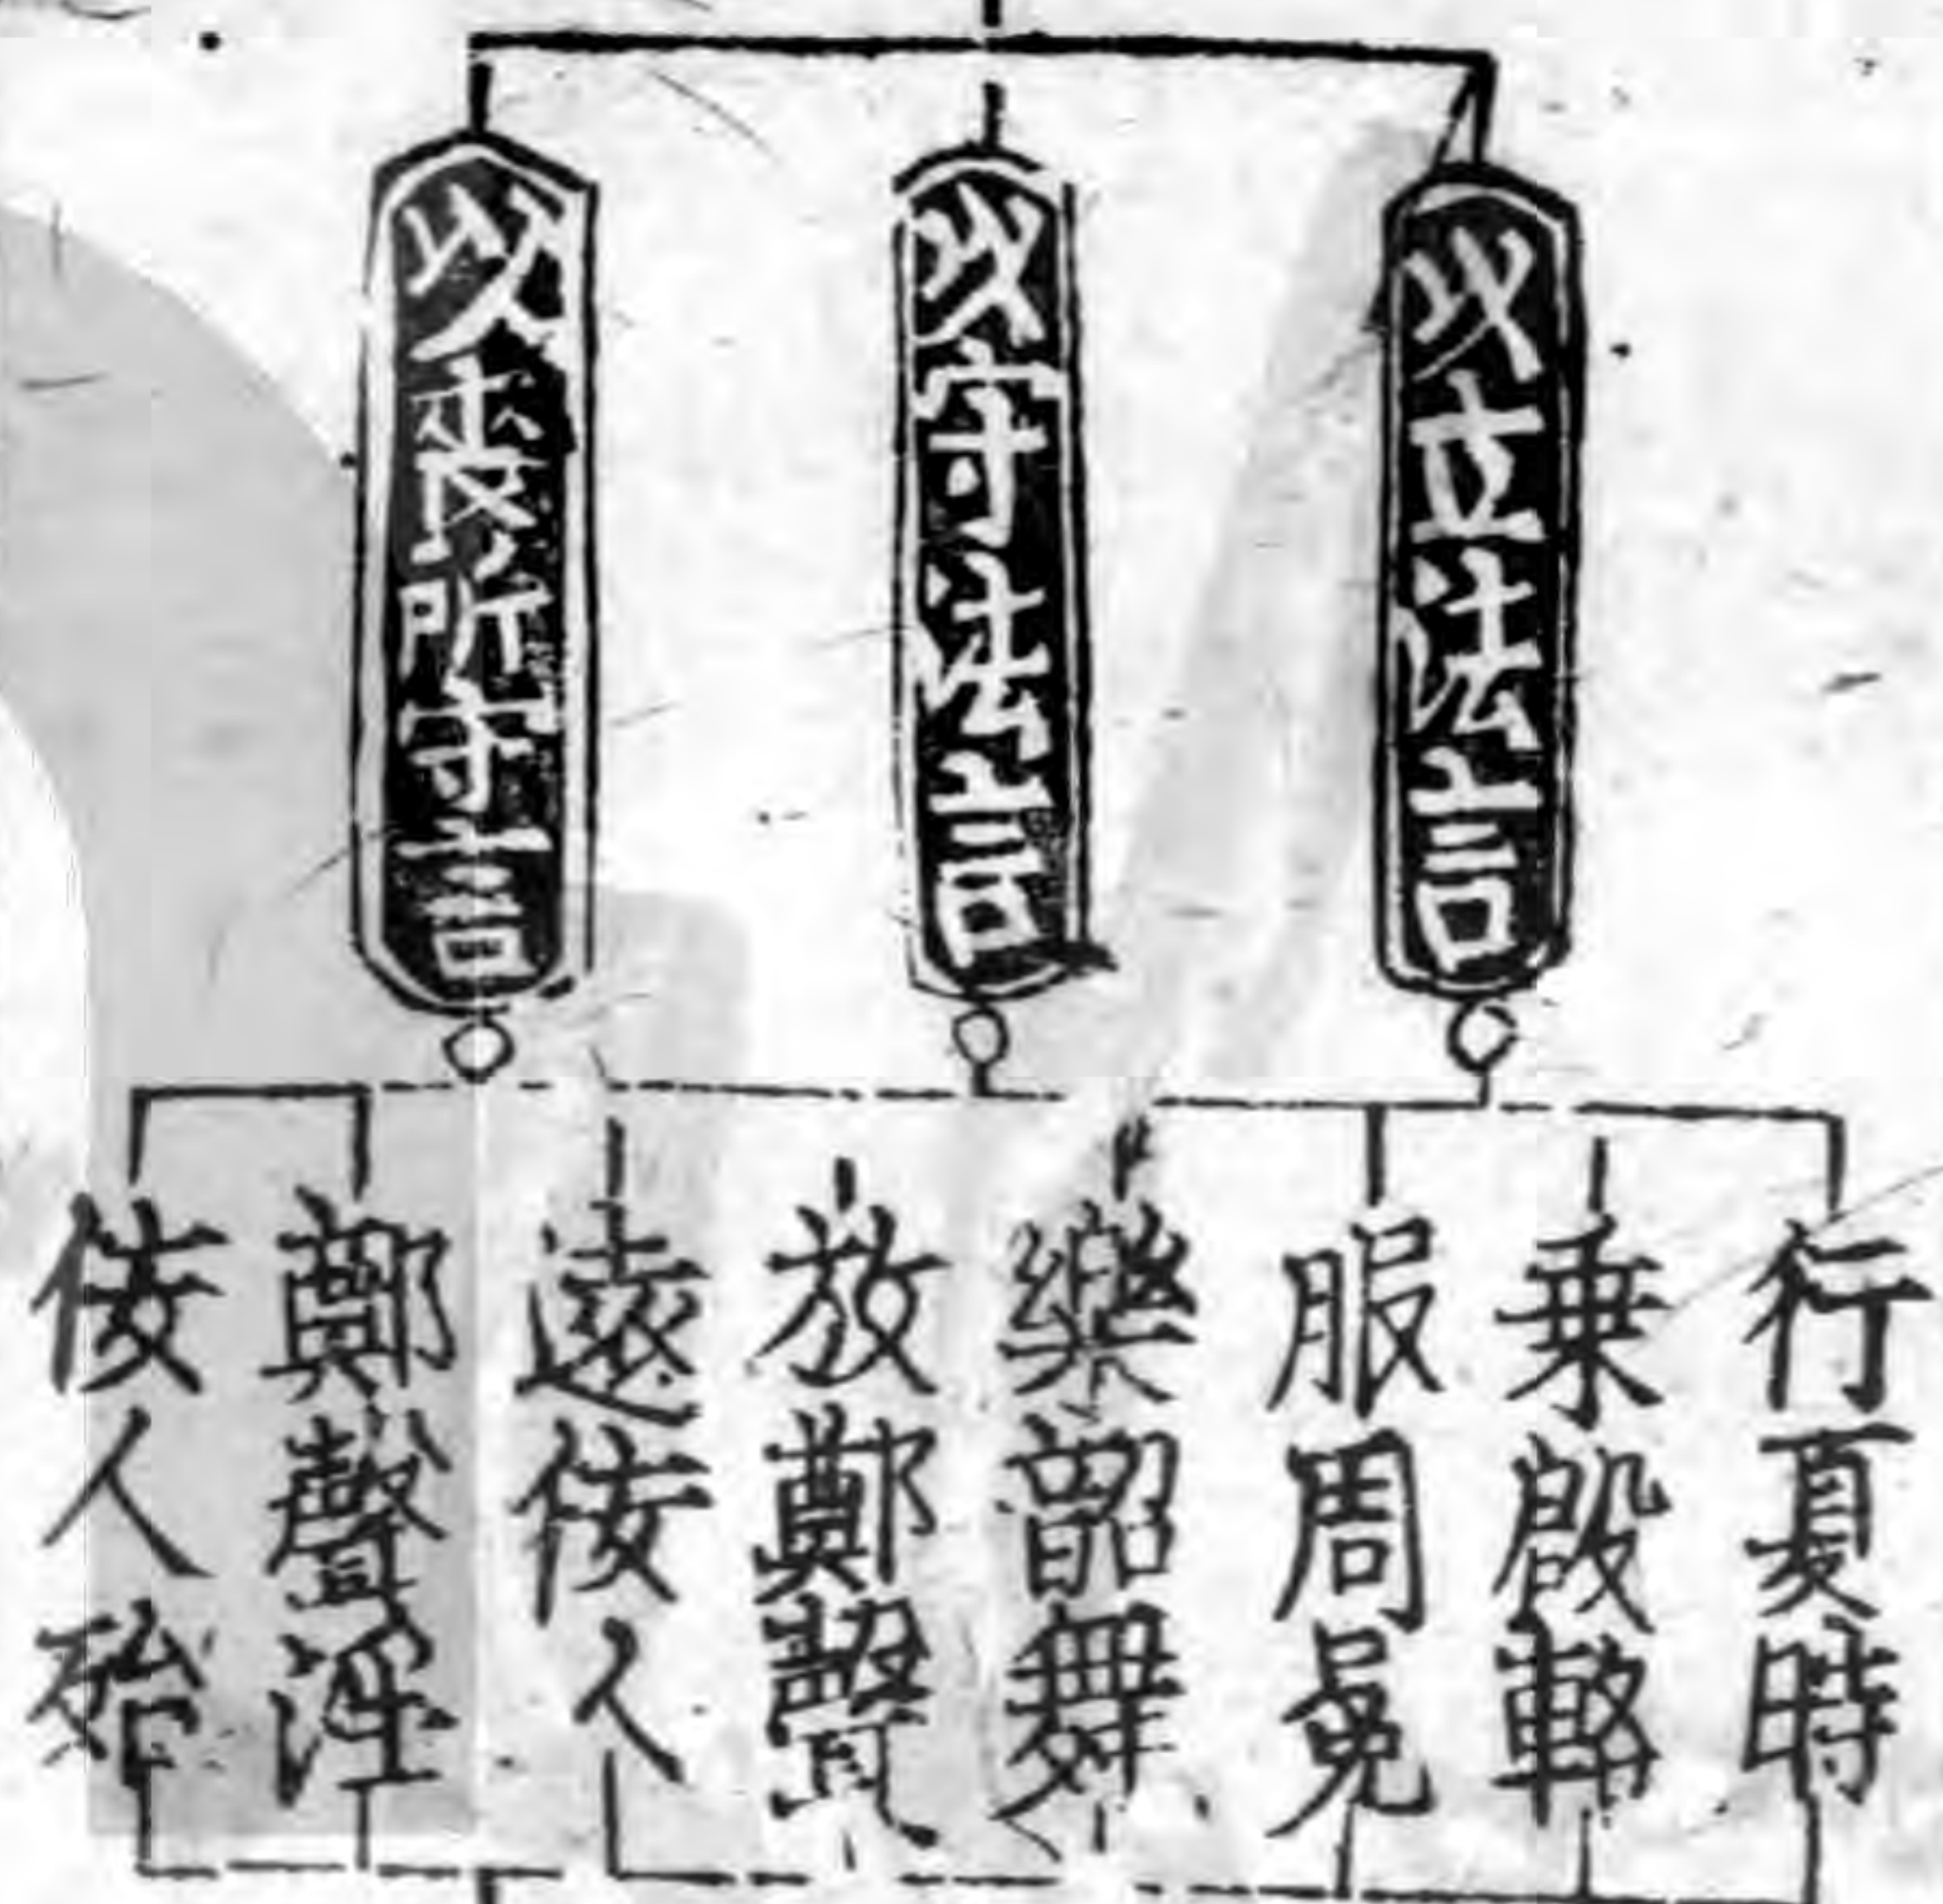 以立法言
以守法言
以喪所守言
行夏時
乗殷輅
服周冕
樂韶舞
放鄭聲
遠佞人
鄭聲淫
佞人殆